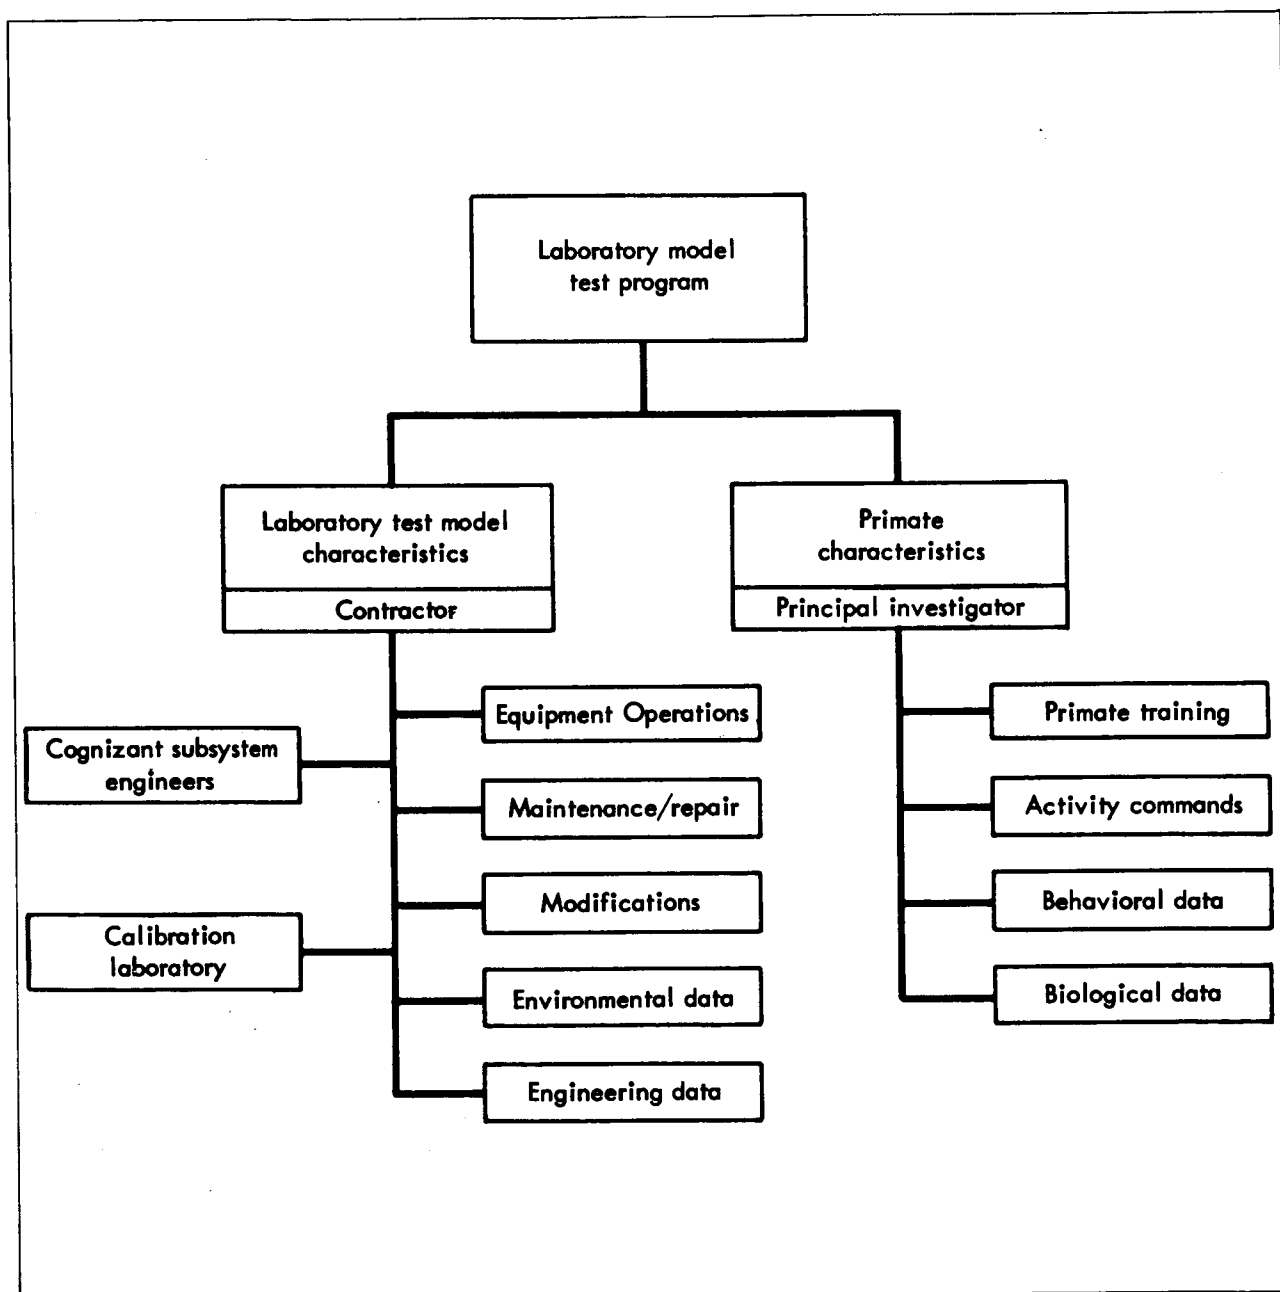 Laboratory model
test program
Laboratory test model
characteristics
Contractor
Primate
characteristics
Principal investigator
Cognizant subsystem
engineers
Calibration
laboratory
Equipment Operations
Maintenance/repair
Modifications
Environmental data
Engineering data
Primate training
Activity commands
Behavioral data
Biological data